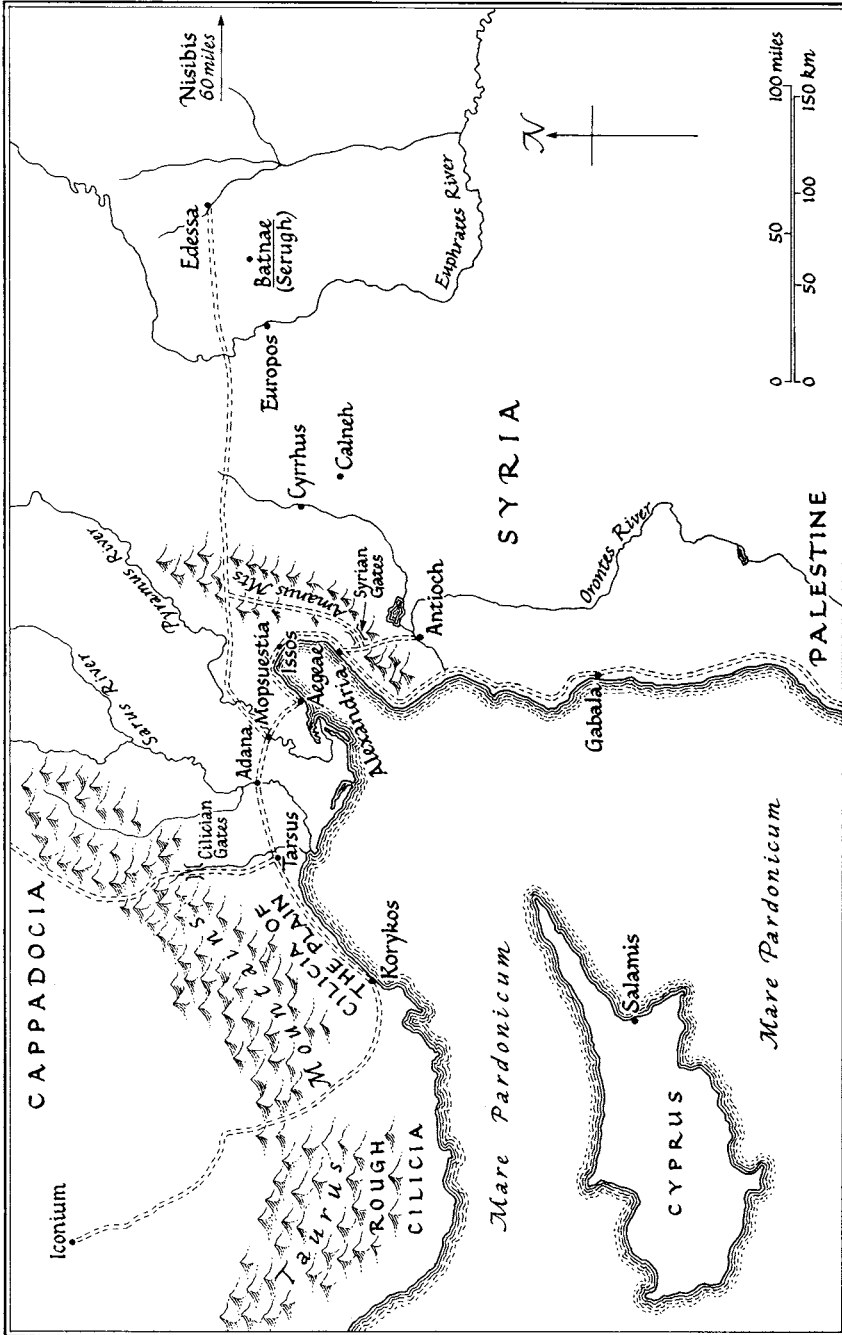 CAPPADOCIA
Iconium
Taurus
Mountains
ROUGH
CILICIA
CILICIA OF
THE PLAIN
Cilician
Gates
Tarsus
Korykos
Adana
Sarus River
Pyramus River
Mopsuestia
Issos
Aegeae
Alexandria
Amanus Mts
Syrian
Gates
Antioch
Cyrrhus
Calneh
Europos
Edessa
Batnae
(Serugh)
Nisibis
60 miles
Euphrates River
SYRIA
Orontes River
Gabala
PALESTINE
Mare Pardonicum
Mare Pardonicum
Salamis
CYPRUS
N
0 50 100 miles
0 50 100 150 km